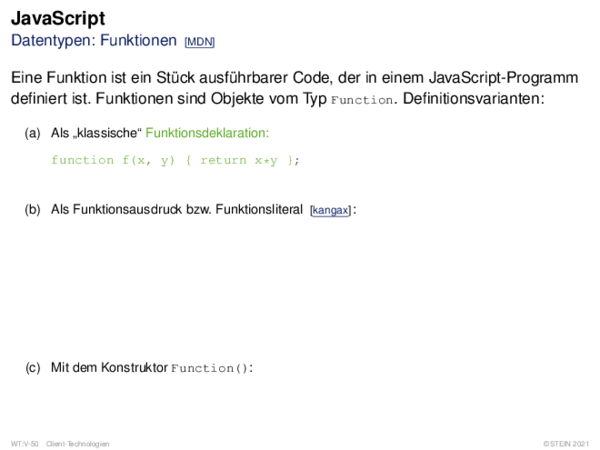 JavaScript
Datentypen: Funktionen [MDN]
Eine Funktion ist ein Stück ausführbarer Code, der in einem JavaScript-Programm
definiert ist. Funktionen sind Objekte vom Typ Function. Definitionsvarianten:
(a) Als „klassische“ Funktionsdeklaration:
function f(x, y) { return x*y };
(b) Als Funktionsausdruck bzw. Funktionsliteral [kangax]:
(c) Mit dem Konstruktor Function():
WT:V-50 Client-Technologien ©STEIN 2021